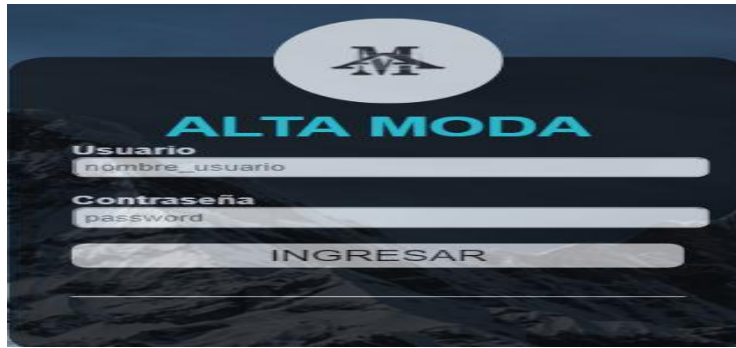 ALTA MODA
Usuario
nombre_usuario
Contraseña
password
INGRESAR